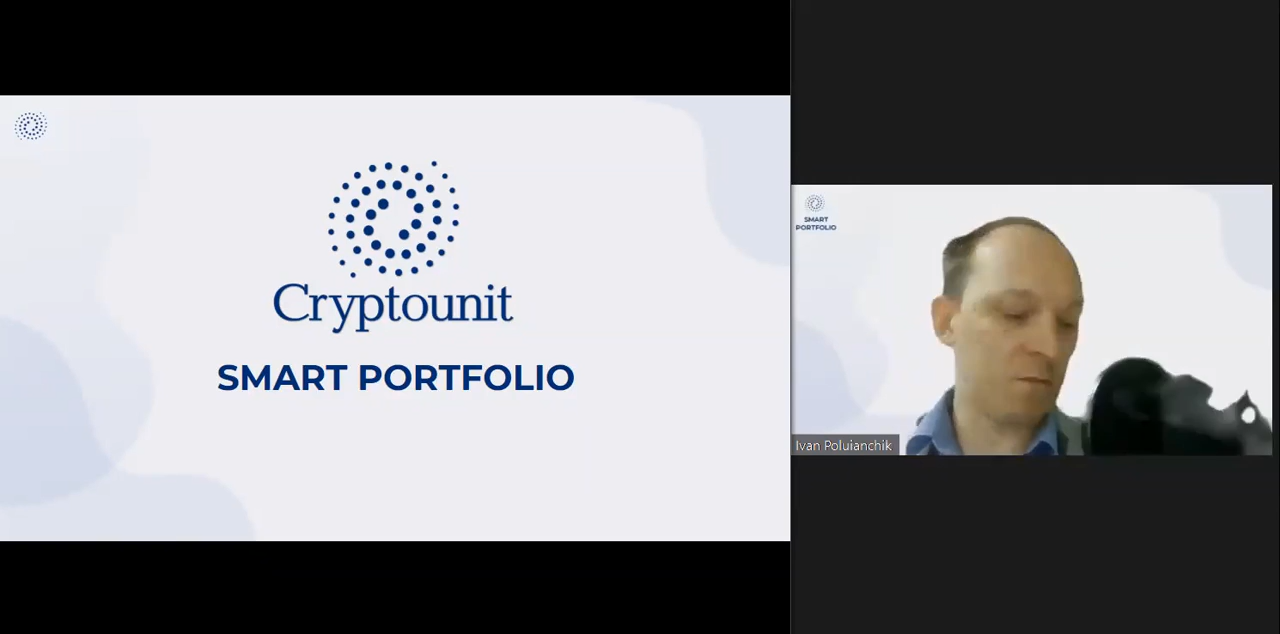 Cryptounit
SMART PORTFOLIO
SMART
PORTFOLIO
Ivan Poluianchik